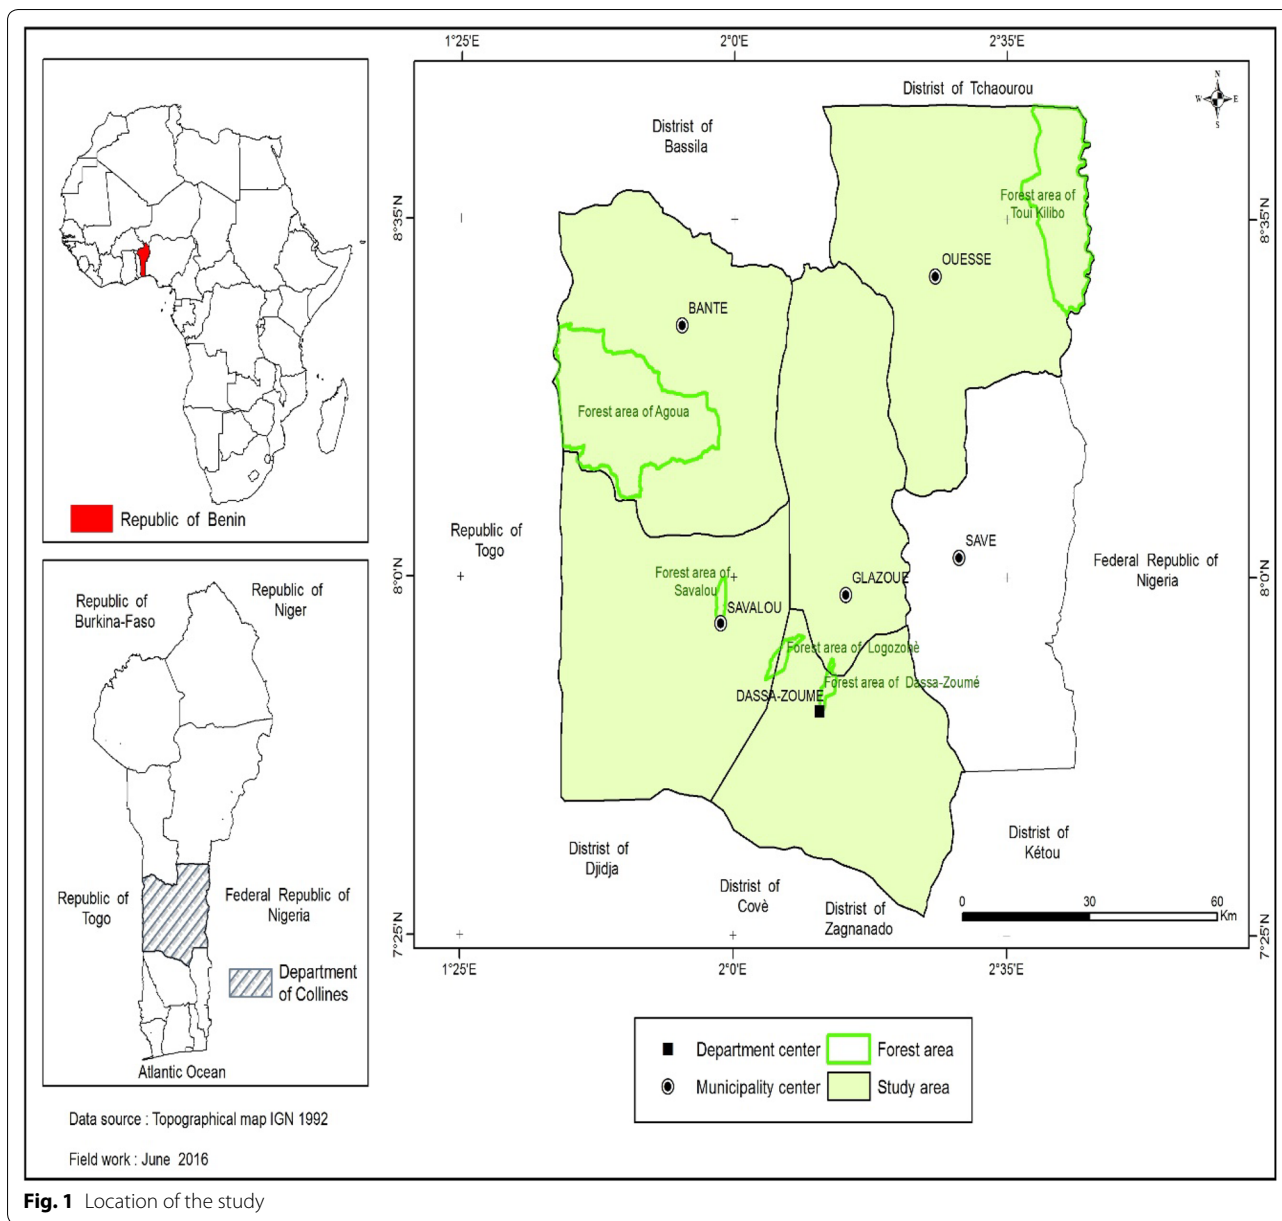 1°25'E 2°0'E 2°35'E
Distrist of Tchaourou
N
W E
S
Distrist of
Bassila
8°35'N
8°35'N
Forest area of
Toui Kilibo
OUESSE
BANTE
Forest area of Agoua
Republic of Benin
Republic of
Togo
SAVE
Federal Republic of
Nigeria
8°0'N
8°0'N
Forest area of
Savalou
GLAZOUE
SAVALOU
Forest area of Logozohè
Forest area of Dassa-Zoumé
DASSA-ZOUME
Republic of
Burkina-Faso
Republic of
Niger
Republic of
Togo
Federal Republic of
Nigeria
Department
of Collines
Atlantic Ocean
District of
Djidja
District of
Covè
District of
Zagnanado
District of
Kétou
0 30 60
Km
7°25'N
7°25'N
1°25'E 2°0'E 2°35'E
Department center
Forest area
Municipality center
Study area
Data source : Topographical map IGN 1992
Field work : June 2016
Fig. 1 Location of the study